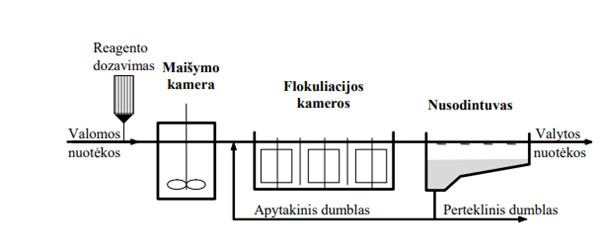 Reagento
dozavimas
Maišymo
kamera
Flokuliacijos
kameros
Nusodintuvas
Valomos
nuotėkos
Valytos
nuotėkos
Apytakinis dumblas
Perteklinis dumblas